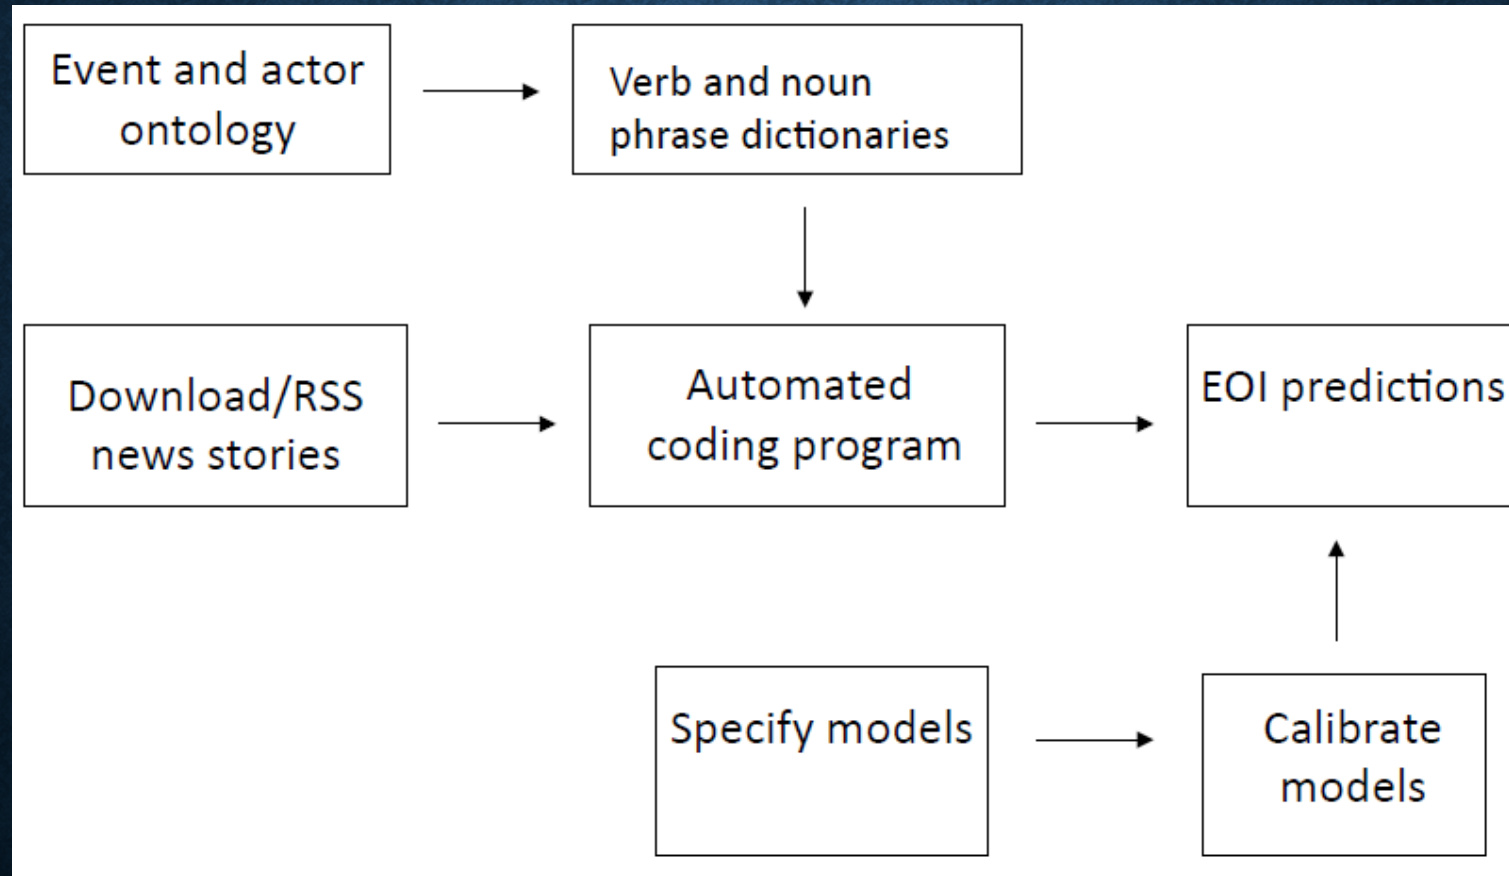 Event and actor
ontology
Verb and noun
phrase dictionaries
Download/RSS
news stories
Automated
coding program
EOI predictions
Specify models
Calibrate
models